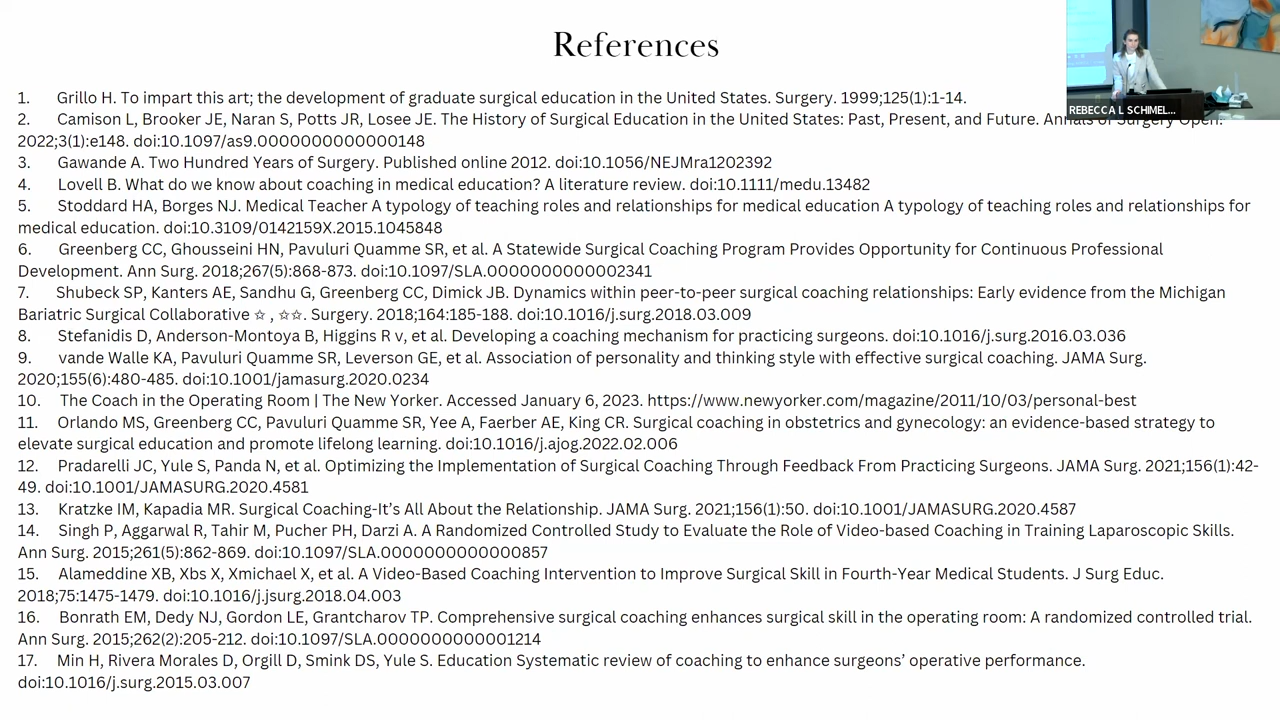 References
REBECCA L SCHIMEL...
1. Grillo H. To impart this art; the development of graduate surgical education in the United States. Surgery. 1999;125(1):1-14.
2. Camison L, Brooker JE, Naran S, Potts JR, Losee JE. The History of Surgical Education in the United States: Past, Present, and Future. Annals of Surgery Open.
2022;3(1):e148. doi:10.1097/as9.0000000000000148
3. Gawande A. Two Hundred Years of Surgery. Published online 2012. doi:10.1056/NEJMra1202392
4. Lovell B. What do we know about coaching in medical education? A literature review. doi:10.1111/medu.13482
5. Stoddard HA, Borges NJ. Medical Teacher A typology of teaching roles and relationships for medical education A typology of teaching roles and relationships for
medical education. doi:10.3109/0142159X.2015.1045848
6. Greenberg CC, Ghousseini HN, Pavuluri Quamme SR, et al. A Statewide Surgical Coaching Program Provides Opportunity for Continuous Professional
Development. Ann Surg. 2018;267(5):868-873. doi:10.1097/SLA.0000000000002341
7. Shubeck SP, Kanters AE, Sandhu G, Greenberg CC, Dimick JB. Dynamics within peer-to-peer surgical coaching relationships: Early evidence from the Michigan
Bariatric Surgical Collaborative ☆ , ☆☆. Surgery. 2018;164:185-188. doi:10.1016/j.surg.2018.03.009
8. Stefanidis D, Anderson-Montoya B, Higgins R v, et al. Developing a coaching mechanism for practicing surgeons. doi:10.1016/j.surg.2016.03.036
9. vande Walle KA, Pavuluri Quamme SR, Leverson GE, et al. Association of personality and thinking style with effective surgical coaching. JAMA Surg.
2020;155(6):480-485. doi:10.1001/jamasurg.2020.0234
10. The Coach in the Operating Room | The New Yorker. Accessed January 6, 2023. https://www.newyorker.com/magazine/2011/10/03/personal-best
11. Orlando MS, Greenberg CC, Pavuluri Quamme SR, Yee A, Faerber AE, King CR. Surgical coaching in obstetrics and gynecology: an evidence-based strategy to
elevate surgical education and promote lifelong learning. doi:10.1016/j.ajog.2022.02.006
12. Pradarelli JC, Yule S, Panda N, et al. Optimizing the Implementation of Surgical Coaching Through Feedback From Practicing Surgeons. JAMA Surg. 2021;156(1):42-
49. doi:10.1001/JAMASURG.2020.4581
13. Kratzke IM, Kapadia MR. Surgical Coaching-It's All About the Relationship. JAMA Surg. 2021;156(1):50. doi:10.1001/JAMASURG.2020.4587
14. Singh P, Aggarwal R, Tahir M, Pucher PH, Darzi A. A Randomized Controlled Study to Evaluate the Role of Video-based Coaching in Training Laparoscopic Skills.
Ann Surg. 2015;261(5):862-869. doi:10.1097/SLA.0000000000000857
15. Alameddine XB, Xbs X, Xmichael X, et al. A Video-Based Coaching Intervention to Improve Surgical Skill in Fourth-Year Medical Students. J Surg Educ.
2018;75:1475-1479. doi:10.1016/j.jsurg.2018.04.003
16. Bonrath EM, Dedy NJ, Gordon LE, Grantcharov TP. Comprehensive surgical coaching enhances surgical skill in the operating room: A randomized controlled trial.
Ann Surg. 2015;262(2):205-212. doi:10.1097/SLA.0000000000001214
17. Min H, Rivera Morales D, Orgill D, Smink DS, Yule S. Education Systematic review of coaching to enhance surgeons' operative performance.
doi:10.1016/j.surg.2015.03.007